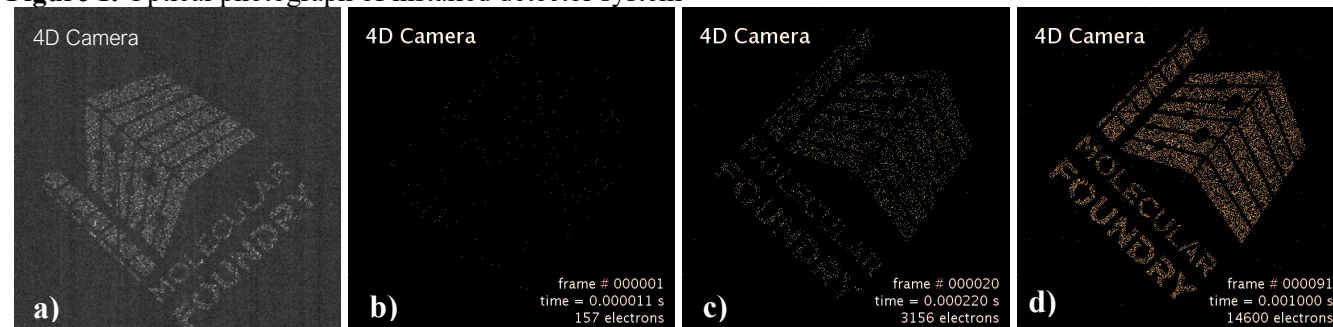 Figure 1. Optical photograph of installed detector system
4D Camera
MOLECULAR
FOUNDRY
a)
4D Camera
frame # 000001
time = 0.000011 s
157 electrons
b)
4D Camera
MOLECULAR
FOUNDRY
frame # 000020
time = 0.000220 s
3156 electrons
c)
4D Camera
MOLECULAR
FOUNDRY
frame # 000091
time = 0.001000 s
14600 electrons
d)